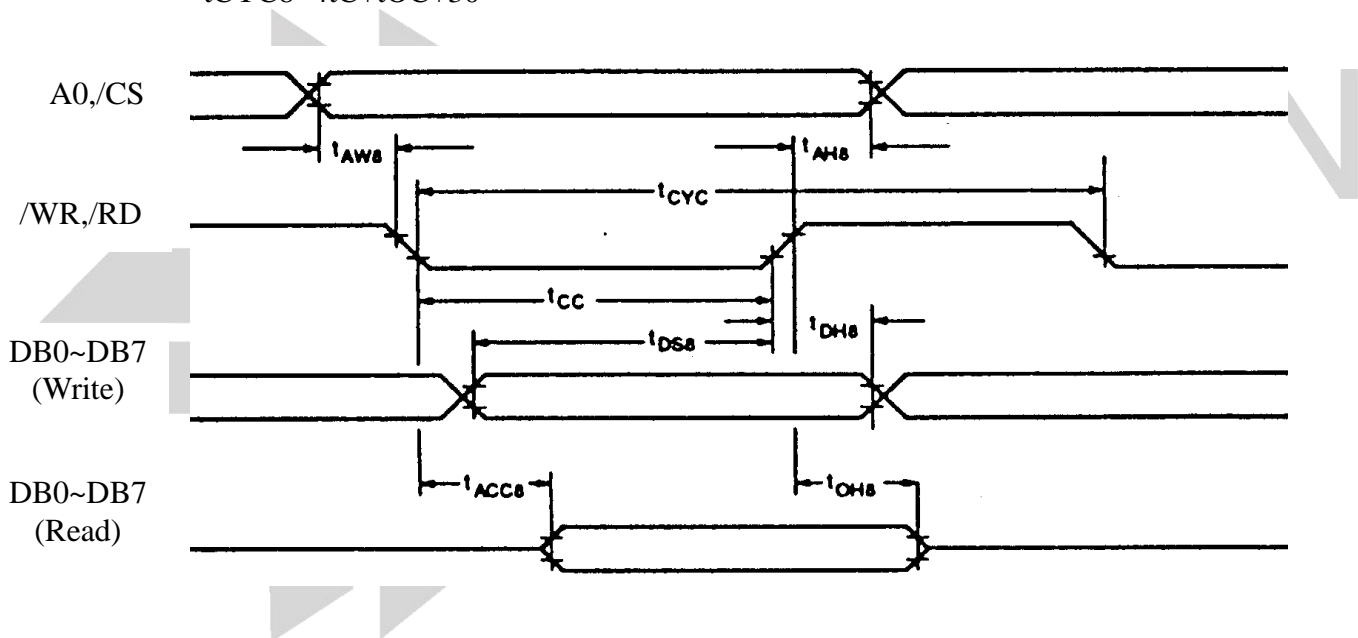 A0,/CS
tAW8
tAH8
tCYC
/WR,/RD
tCC
tDH8
tDS8
DB0~DB7
(Write)
DB0~DB7
(Read)
tACC8
tOH8